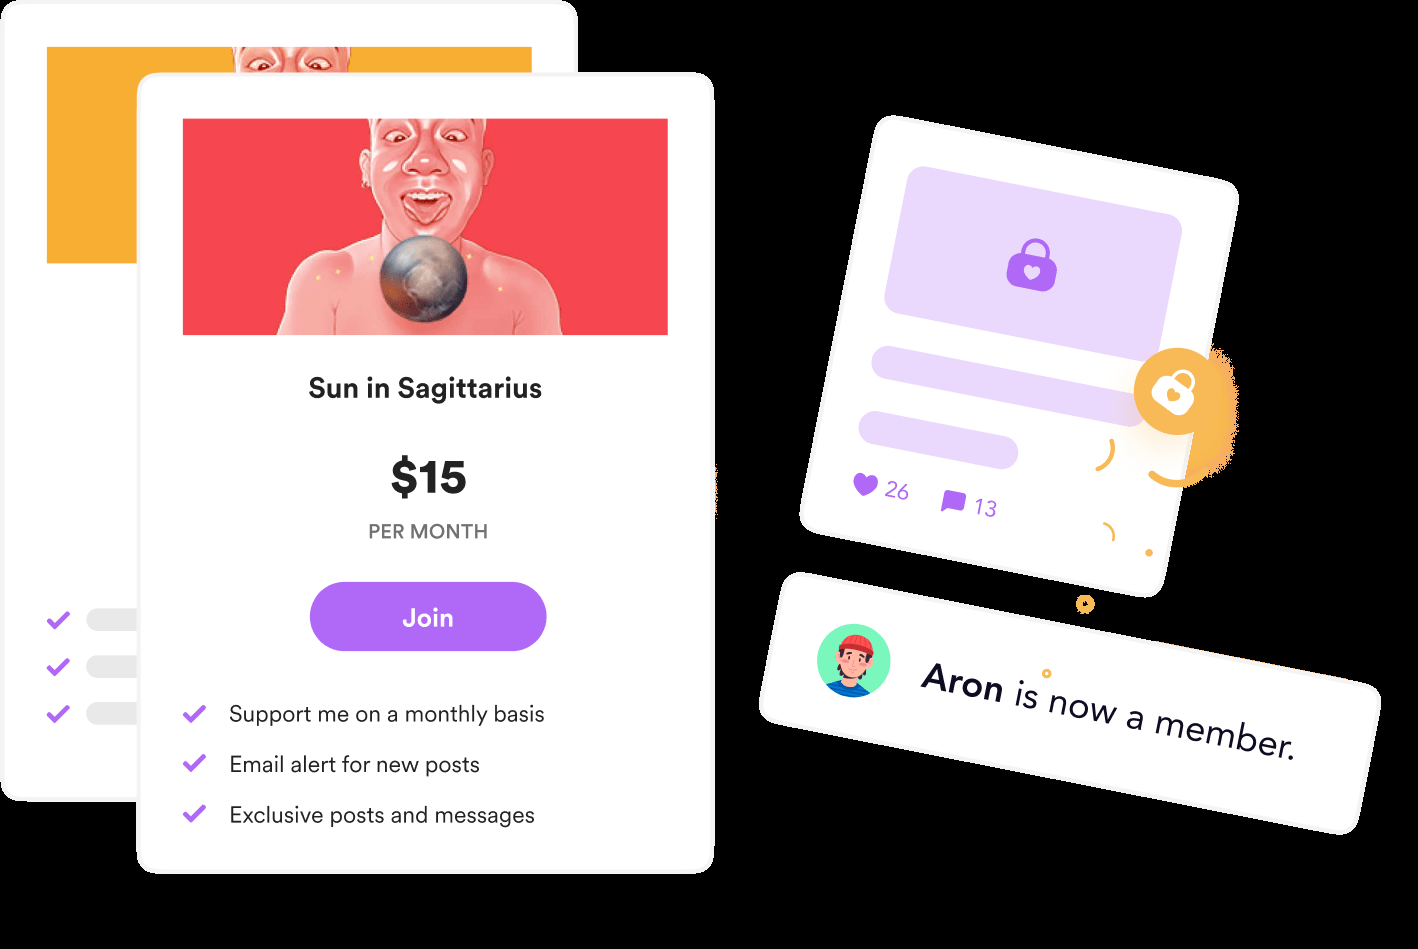 Sun in Sagittarius
$15
PER MONTH
Join
Support me on a monthly basis
Email alert for new posts
Exclusive posts and messages
26 13
Aron is now a member.